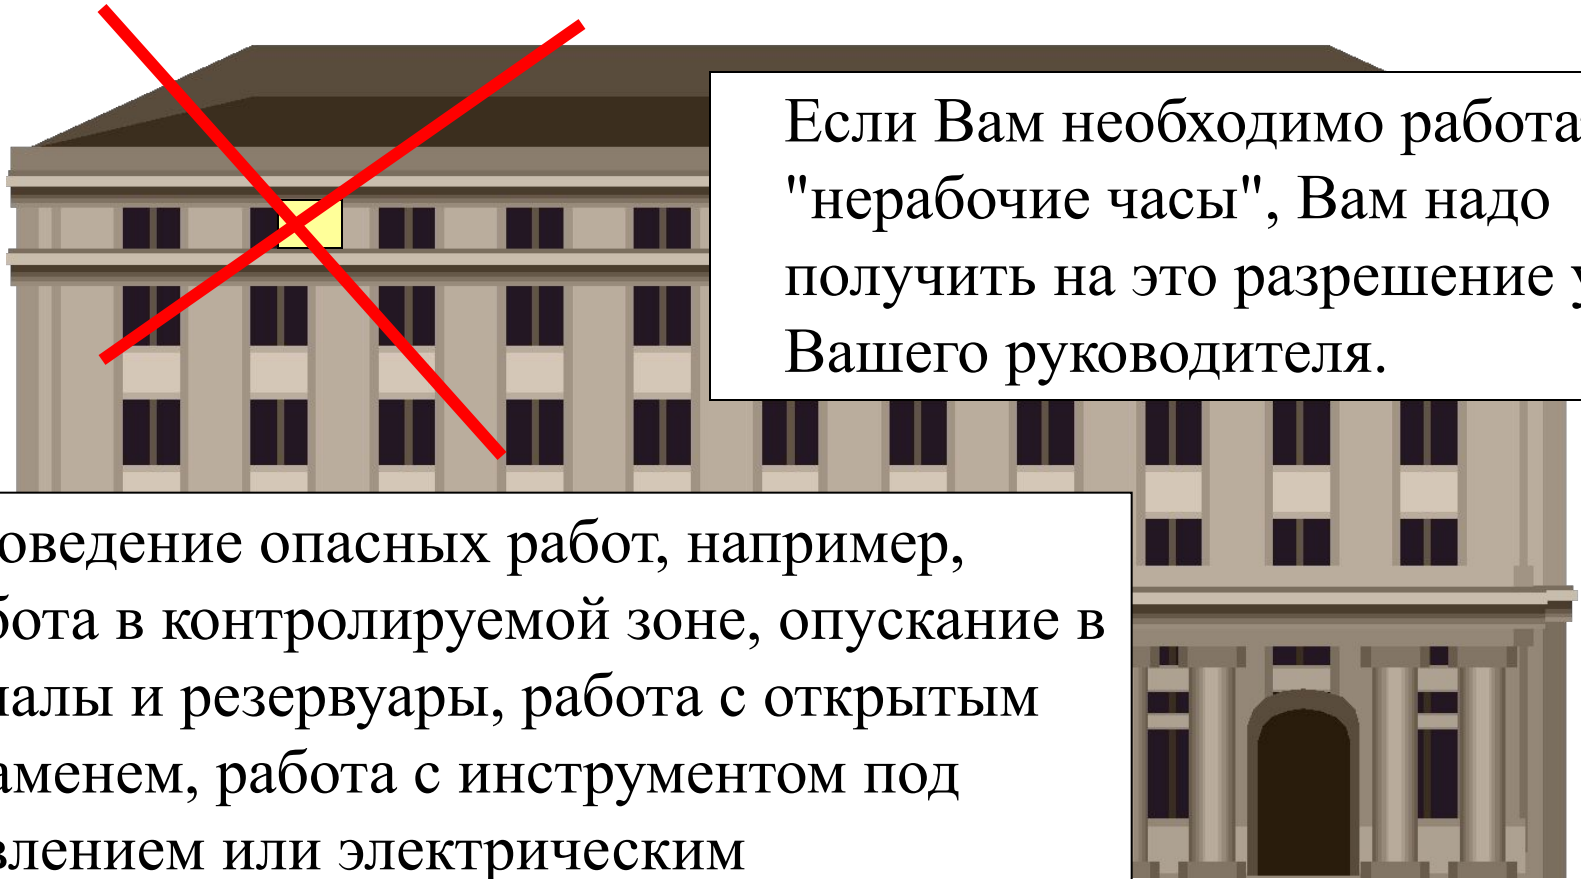 Если Вам необходимо работа
"нерабочие часы", Вам надо
получить на это разрешение у
Вашего руководителя.
оведение опасных работ, например,
бота в контролируемой зоне, опускание в
налы и резервуары, работа с открытым
аменем, работа с инструментом под
влением или электрическим